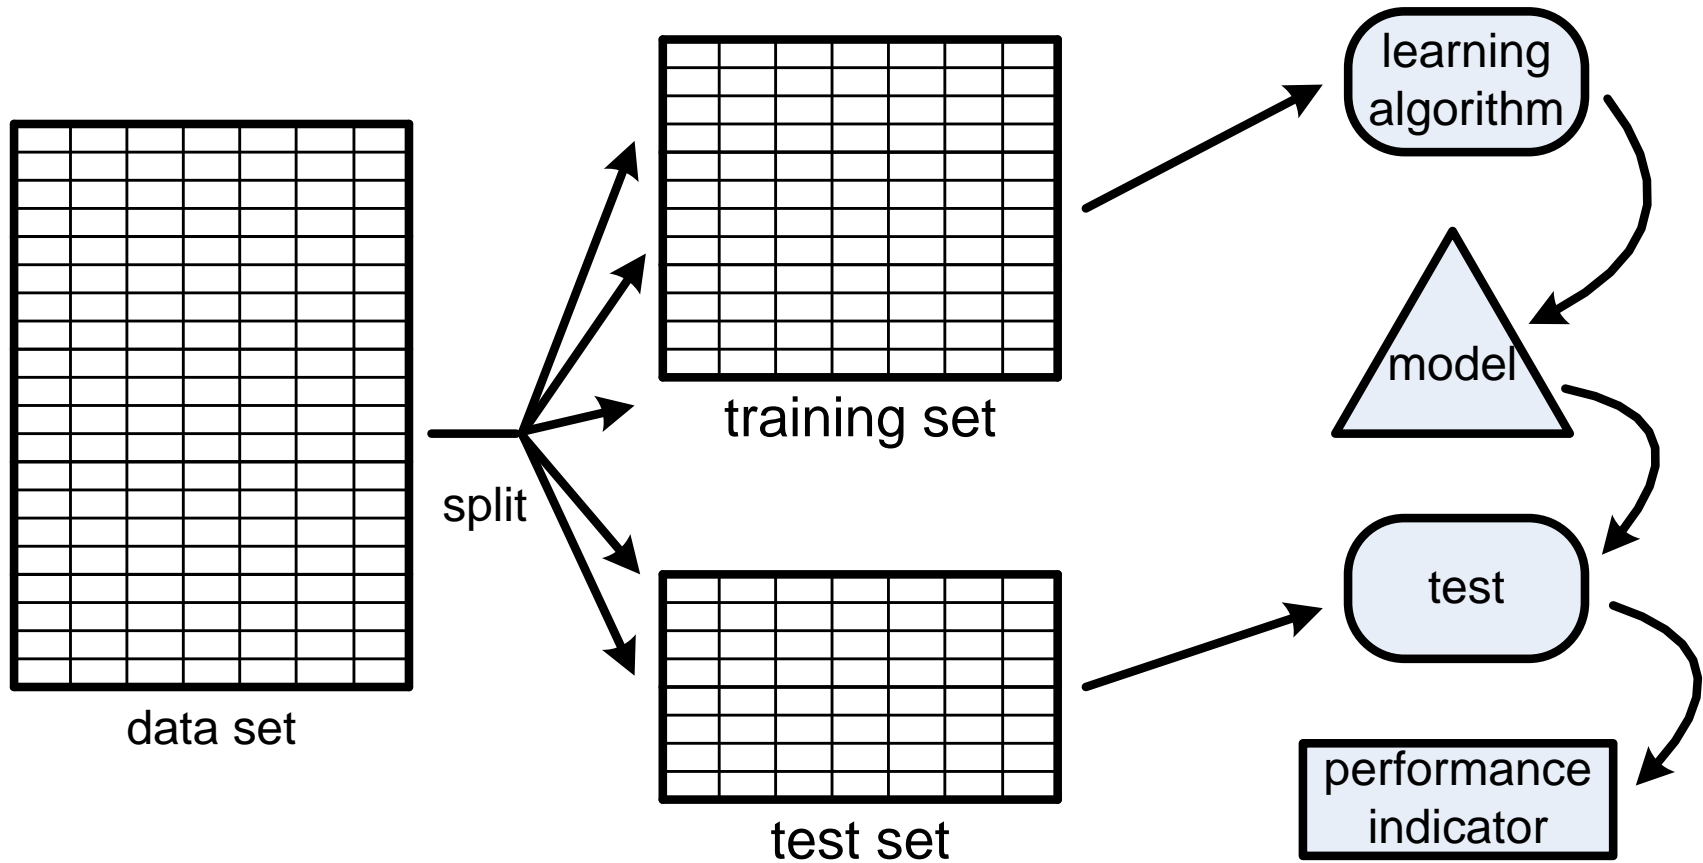 data set
split
training set
test set
learning
algorithm
model
test
performance
indicator